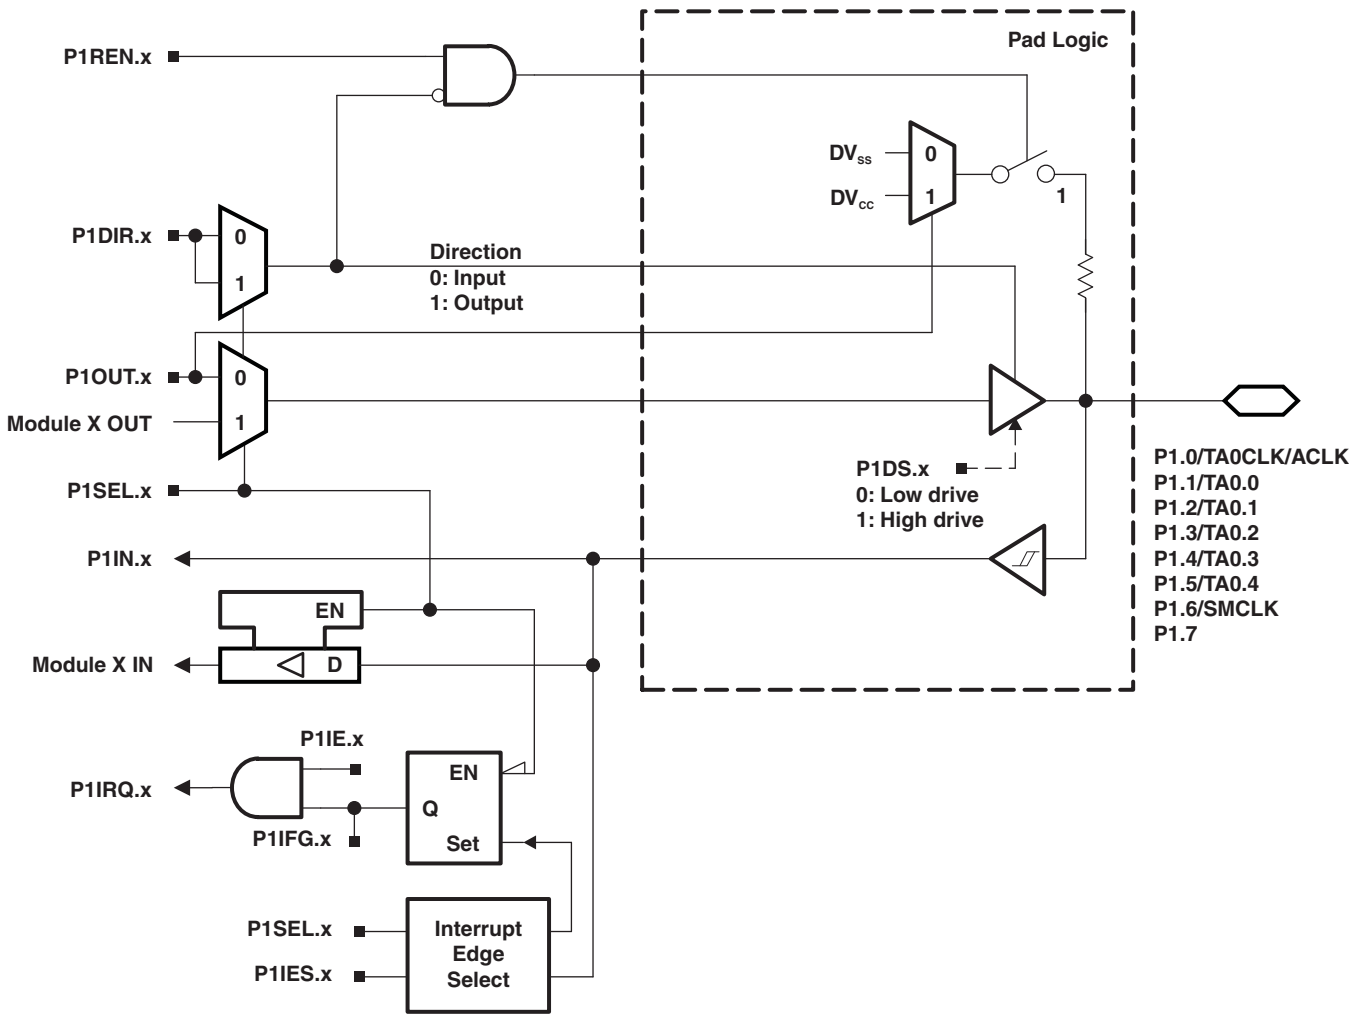 Pad Logic
P1REN.x
DVSS
0
DVCC
1
1
P1DIR.x
0
1
Direction
0: Input
1: Output
P1OUT.x
0
Module X OUT
1
P1SEL.x
P1DS.x
0: Low drive
1: High drive
P1.0/TA0CLK/ACLK
P1.1/TA0.0
P1.2/TA0.1
P1.3/TA0.2
P1.4/TA0.3
P1.5/TA0.4
P1.6/SMCLK
P1.7
P1IN.x
EN
Module X IN
D
P1IE.x
P1IRQ.x
EN
Q
P1IFG.x
Set
P1SEL.x
P1IES.x
Interrupt
Edge
Select